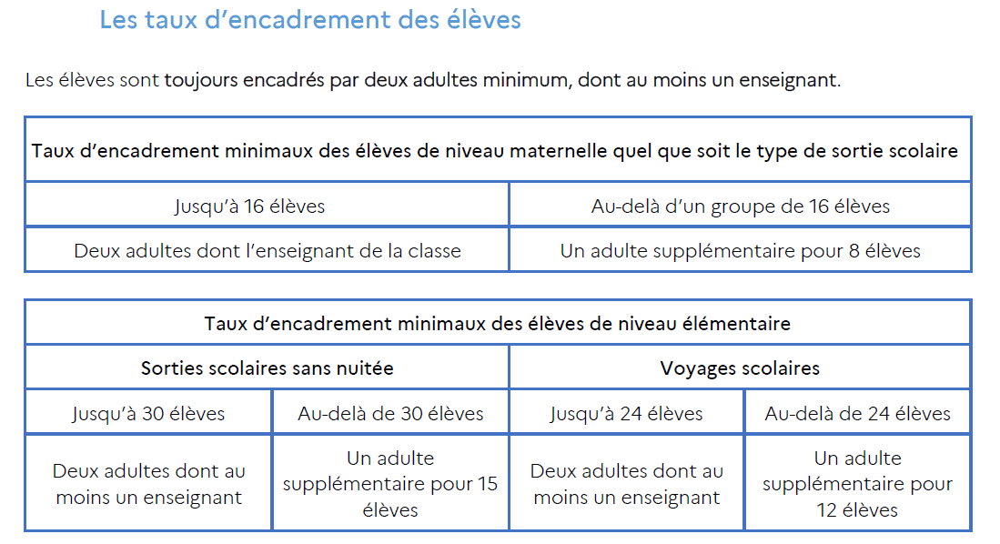 Les taux d’encadrement des élèves
Les élèves sont toujours encadrés par deux adultes minimum, dont au moins un enseignant.
Taux d’encadrement minimaux des élèves de niveau maternelle quel que soit le type de sortie scolaire
Jusqu’à 16 élèves
Au-delà d’un groupe de 16 élèves
Deux adultes dont l’enseignant de la classe
Un adulte supplémentaire pour 8 élèves
Taux d’encadrement minimaux des élèves de niveau élémentaire
Sorties scolaires sans nuitée
Voyages scolaires
Jusqu’à 30 élèves
Au-delà de 30 élèves
Jusqu’à 24 élèves
Au-delà de 24 élèves
Deux adultes dont au
moins un enseignant
Un adulte
supplémentaire pour 15
élèves
Deux adultes dont au
moins un enseignant
Un adulte
supplémentaire pour
12 élèves